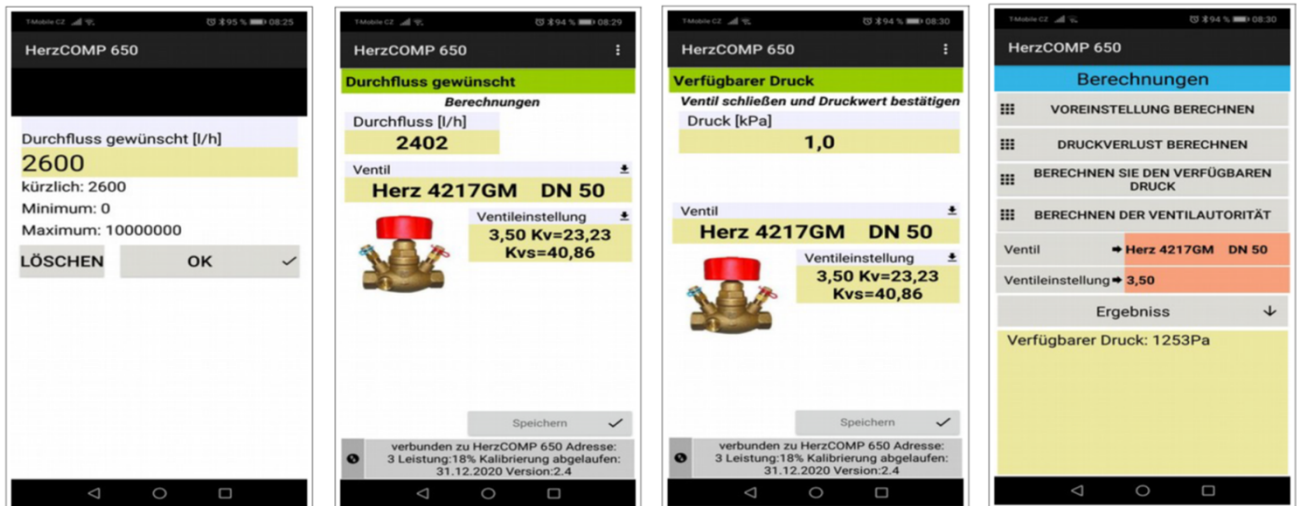 T-Mobile CZ 95 % 08:25
HerzCOMP 650
Durchfluss gewünscht [l/h]
2600
kürzlich: 2600
Minimum: 0
Maximum: 10000000
LÖSCHEN OK
T-Mobile CZ 94 % 08:29
HerzCOMP 650
Durchfluss gewünscht
Berechnungen
Durchfluss [l/h]
2402
Ventil
Herz 4217GM DN 50
Ventileinstellung
3,50 Kv=23,23
Kvs=40,86
Speichern
verbunden zu HerzCOMP 650 Adresse:
3 Leistung:18% Kalibrierung abgelaufen:
31.12.2020 Version:2.4
T-Mobile CZ 94 % 08:30
HerzCOMP 650
Verfügbarer Druck
Ventil schließen und Druckwert bestätigen
Druck [kPa]
1,0
Ventil
Herz 4217GM DN 50
Ventileinstellung
3,50 Kv=23,23
Kvs=40,86
Speichern
verbunden zu HerzCOMP 650 Adresse:
3 Leistung:18% Kalibrierung abgelaufen:
31.12.2020 Version:2.4
T-Mobile CZ 94 % 08:30
HerzCOMP 650
Berechnungen
VOREINSTELLUNG BERECHNEN
DRUCKVERLUST BERECHNEN
BERECHNEN SIE DEN VERFÜGBAREN
DRUCK
BERECHNEN DER VENTILAUTORITÄT
Ventil Herz 4217GM DN 50
Ventileinstellung 3,50
Ergebniss
Verfügbarer Druck: 1253Pa